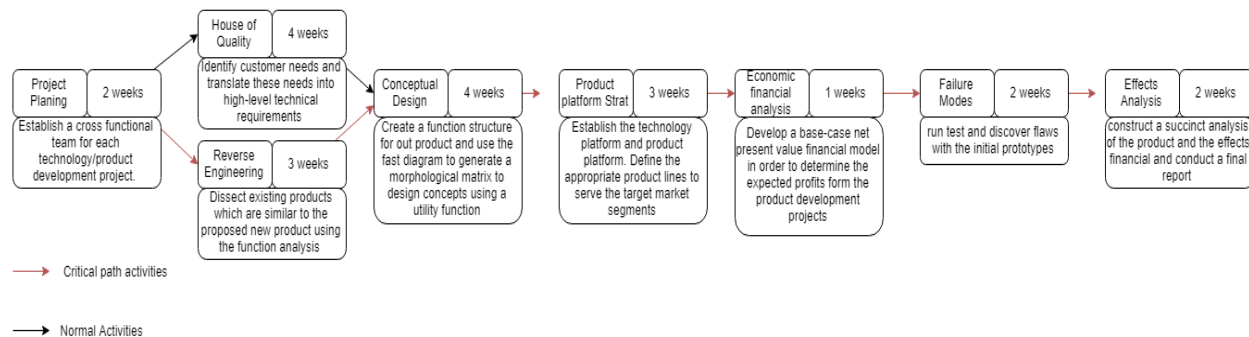 House of
Quality
4 weeks
Identify customer needs and
translate these needs into
high-level technical
requirements
Project
Planing
2 weeks
Establish a cross functional
team for each
technology/product
development project.
Reverse
Engineering
3 weeks
Dissect existing products
which are similar to the
proposed new product using
the function analysis
Conceptual
Design
4 weeks
Create a function structure
for out product and use the
fast diagram to generate a
morphological matrix to
design concepts using a
utility function
Product
platform Strat
3 weeks
Establish the technology
platform and product
platform. Define the
appropriate product lines to
serve the target market
segments
Economic
financial
analysis
1 weeks
Develop a base-case net
present value financial model
in order to determine the
expected profits form the
product development
projects
Failure
Modes
2 weeks
run test and discover flaws
with the initial prototypes
Effects
Analysis
2 weeks
construct a succinct analysis
of the product and the effects
financial and conduct a final
report
Critical path activities
Normal Activities